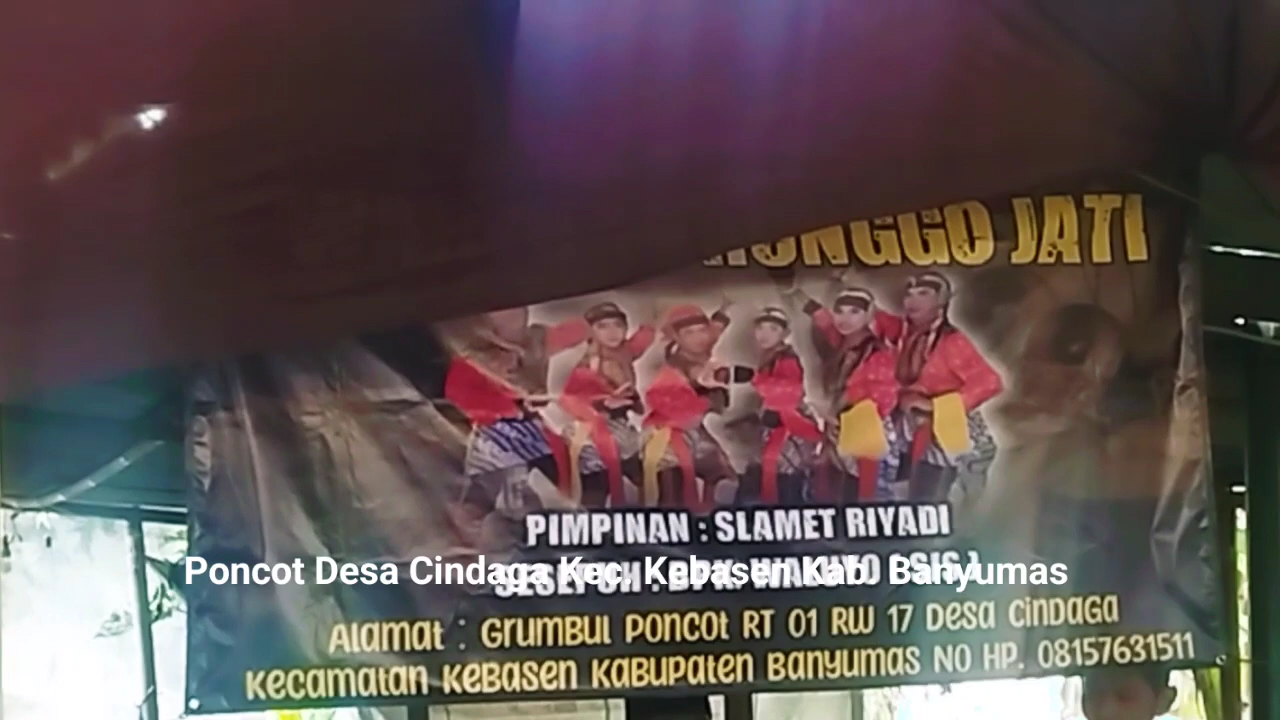 JATI
PIMPINAN : SLAMET RIYADI
Poncot Desa Cindaga Kec. Kebasen Kab. Banyumas
SESEPUH :
Alamat : Grumbul Poncot RT 01 RW 17 Desa Cindaga
Kecamatan Kebasen Kabupaten Banyumas NO HP. 08157631511